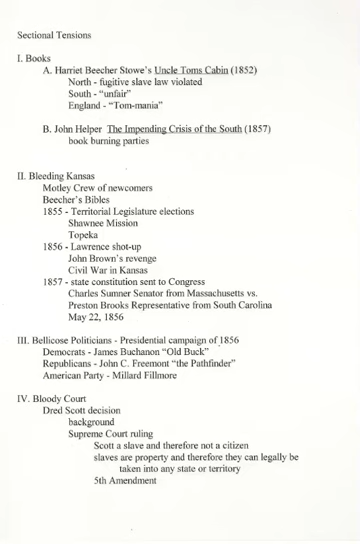 Sectional Tensions
I. Books
A. Harriet Beecher Stowe's Uncle Toms Cabin (1852)
North - fugitive slave law violated
South - "unfair"
England - "Tom-mania"
B. John Helper The Impending Crisis of the South (1857)
book burning parties
II. Bleeding Kansas
Motley Crew of newcomers
Beecher's Bibles
1855 - Territorial Legislature elections
Shawnee Mission
Topeka
1856 - Lawrence shot-up
John Brown's revenge
Civil War in Kansas
1857 - state constitution sent to Congress
Charles Sumner Senator from Massachusetts vs.
Preston Brooks Representative from South Carolina
May 22, 1856
III. Bellicose Politicians - Presidential campaign of 1856
Democrats - James Buchanon "Old Buck"
Republicans - John C. Freemont "the Pathfinder"
American Party - Millard Fillmore
IV. Bloody Court
Dred Scott decision
background
Supreme Court ruling
Scott a slave and therefore not a citizen
slaves are property and therefore they can legally be
taken into any state or territory
5th Amendment